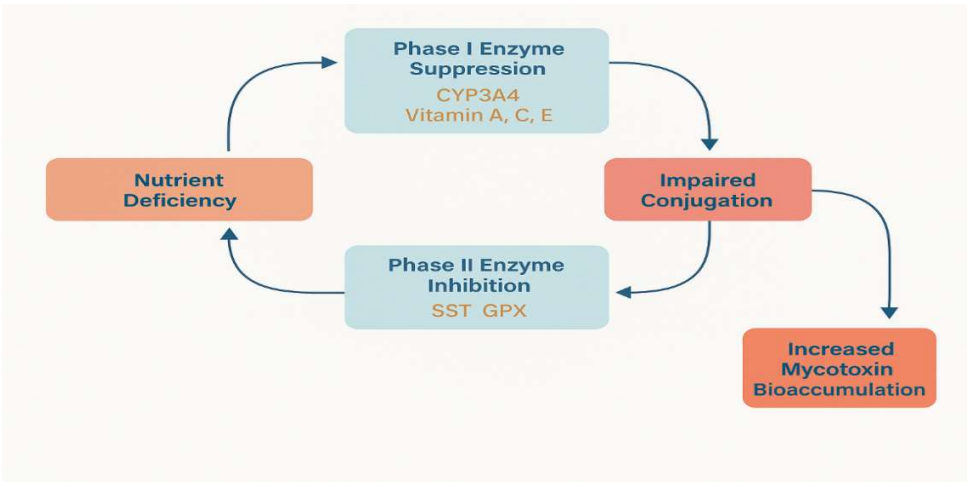 Phase I Enzyme
Suppression
CYP3A4
Vitamin A, C, E
Nutrient
Deficiency
Impaired
Conjugation
Phase II Enzyme
Inhibition
SST GPX
Increased
Mycotoxin
Bioaccumulation